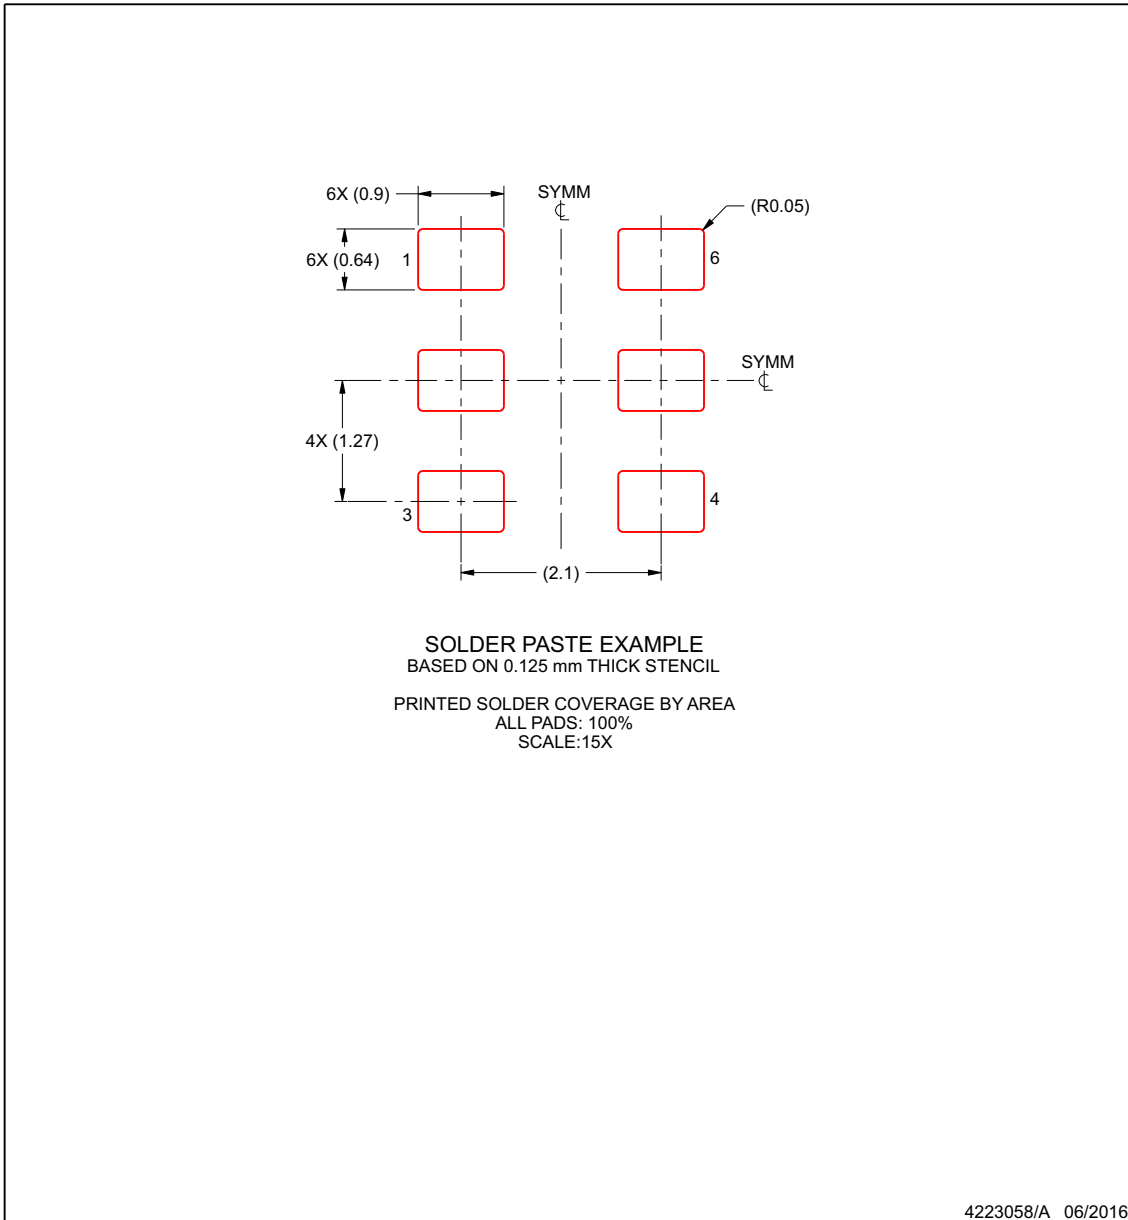 6X (0.9)
SYMM
(R0.05)
6X (0.64)
1
6
SYMM
4X (1.27)
3
4
(2.1)
SOLDER PASTE EXAMPLE
BASED ON 0.125 mm THICK STENCIL
PRINTED SOLDER COVERAGE BY AREA
ALL PADS: 100%
SCALE:15X
4223058/A 06/2016